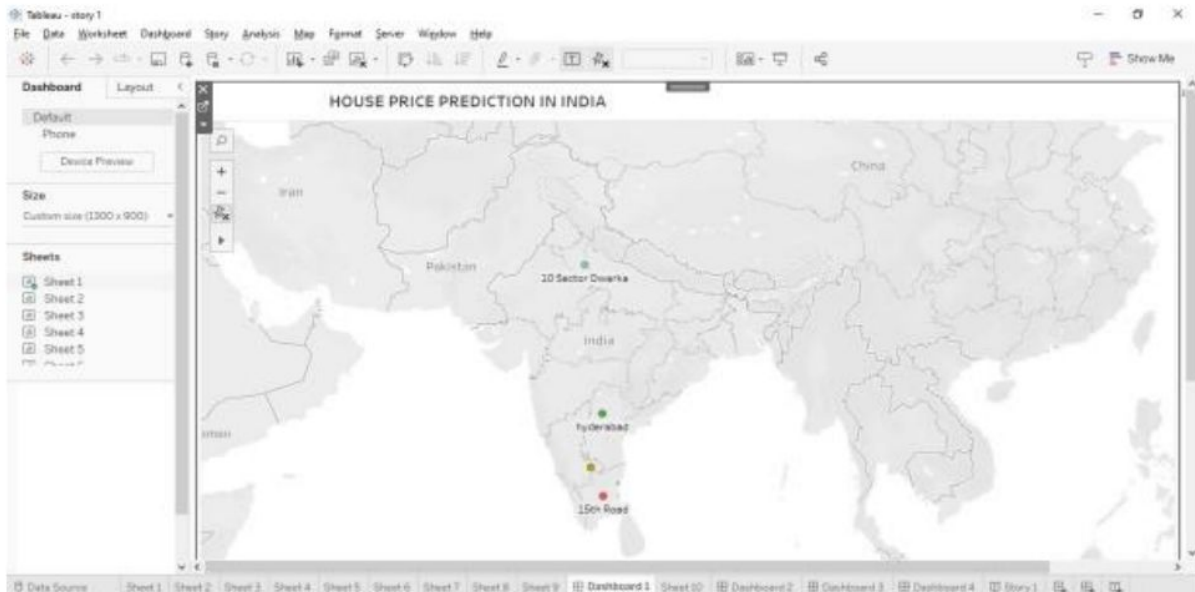 Tableau - story 1
File Data Worksheet Dashboard Story Analysis Map Format Server Window Help
Show Me
Dashboard Layout
Default
Phone
Device Preview
Size
Custom size (1300 x 900)
Sheets
Sheet 1
Sheet 2
Sheet 3
Sheet 4
Sheet 5
HOUSE PRICE PREDICTION IN INDIA
China
Iran
Pakistan
10 Sector Dwarka
India
hyderabad
15th Road
Data Source Sheet 1 Sheet 2 Sheet 3 Sheet 4 Sheet 5 Sheet 6 Sheet 7 Sheet 8 Sheet 9 Dashboard 1 Sheet 10 Dashboard 2 Dashboard 3 Dashboard 4 Story 1